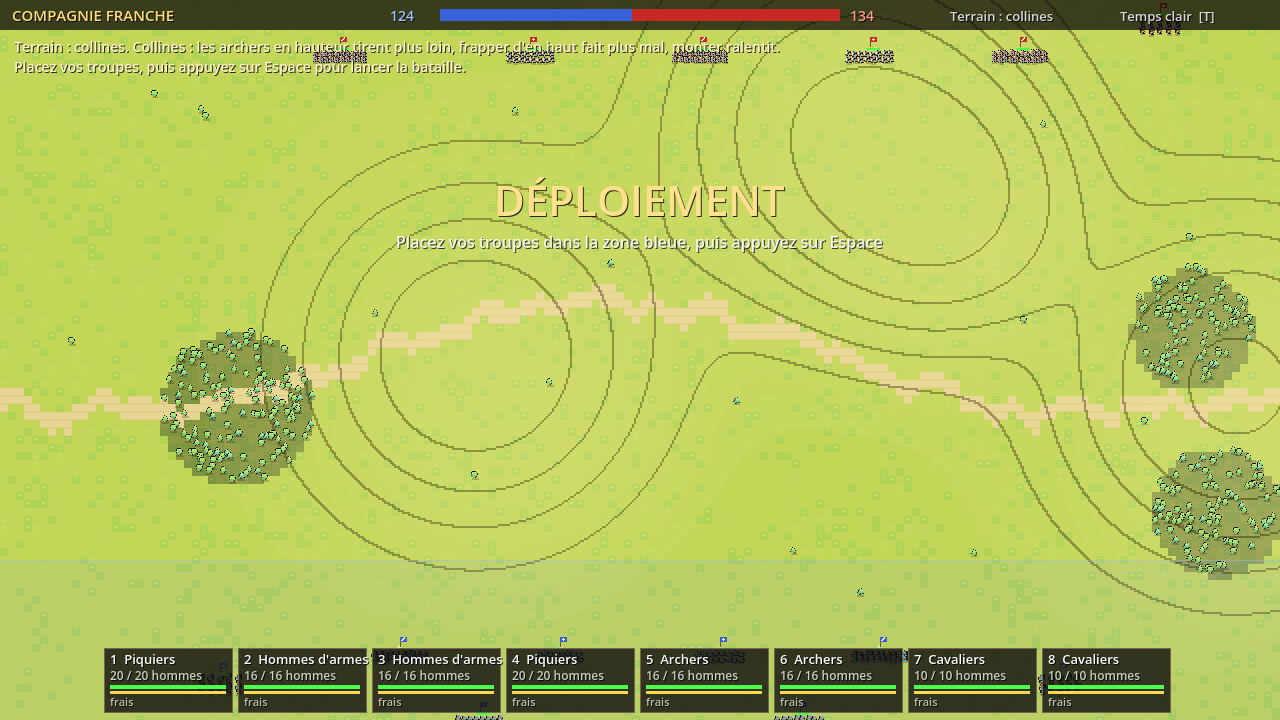 COMPAGNIE FRANCHE
124
134
Terrain : collines
Temps clair [T]
Terrain : collines. Collines : les archers en hauteur tirent plus loin, frapper d'en haut fait plus mal, monter ralentit.
Placez vos troupes, puis appuyez sur Espace pour lancer la bataille.
DÉPLOIEMENT
Placez vos troupes dans la zone bleue, puis appuyez sur Espace
1 Piquiers
20 / 20 hommes
frais
2 Hommes d'armes
16 / 16 hommes
frais
3 Hommes d'armes
16 / 16 hommes
frais
4 Piquiers
20 / 20 hommes
frais
5 Archers
16 / 16 hommes
frais
6 Archers
16 / 16 hommes
frais
7 Cavaliers
10 / 10 hommes
frais
8 Cavaliers
10 / 10 hommes
frais